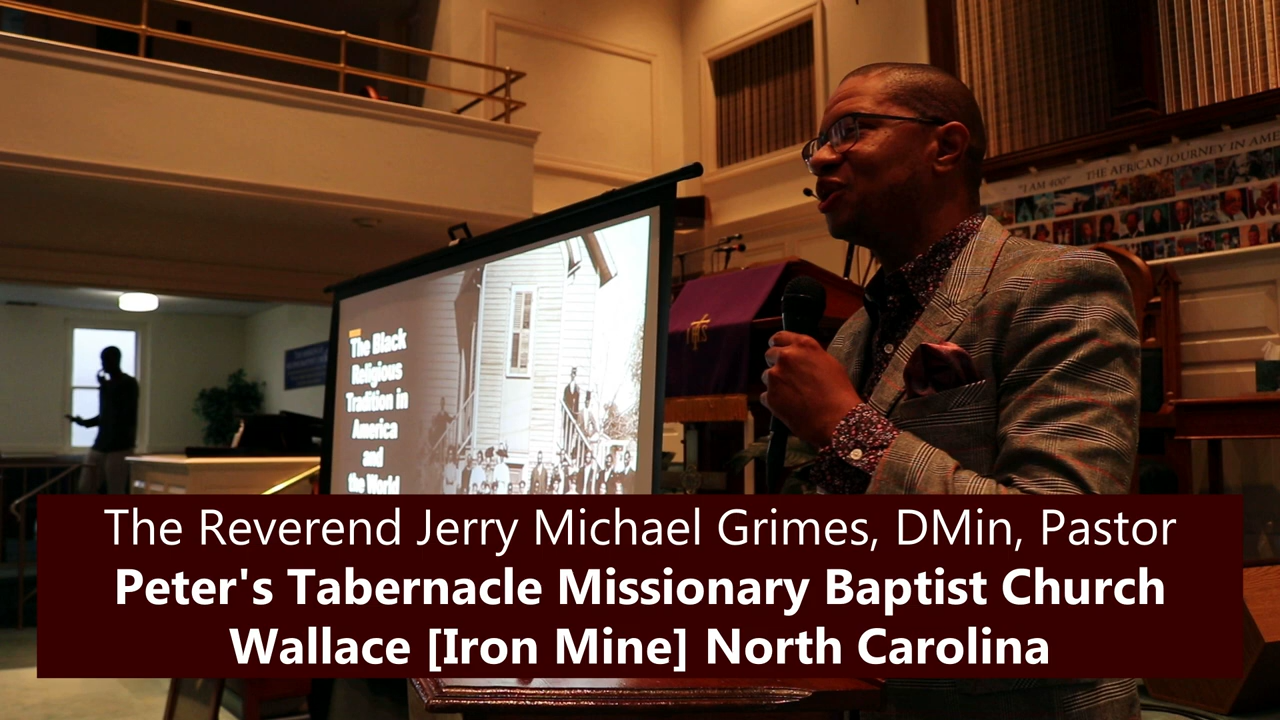 "I AM 400" THE AFRICAN JOURNEY IN AME
The Black
Religious
Tradition in
America
and
the World
The Reverend Jerry Michael Grimes, DMin, Pastor
Peter's Tabernacle Missionary Baptist Church
Wallace [Iron Mine] North Carolina